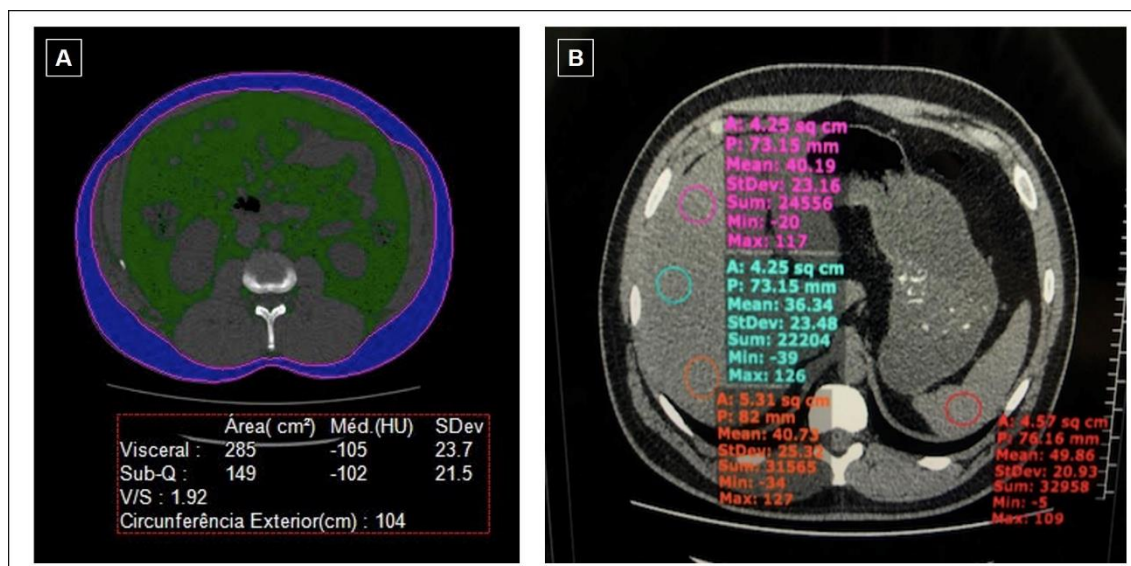 A
Área( cm²) Méd.(HU) SDev
Visceral : 285 -105 23.7
Sub-Q : 149 -102 21.5
V/S : 1.92
Circunferência Exterior(cm) : 104
B
A: 4.25 sq cm
P: 73.15 mm
Mean: 40.19
StDev: 23.16
Sum: 24556
Min: -20
Max: 117
A: 4.25 sq cm
P: 73.15 mm
Mean: 36.34
StDev: 23.48
Sum: 22204
Min: -39
Max: 126
A: 5.31 sq cm
P: 82 mm
Mean: 40.73
StDev:
Sum: 31565
Min: -34
Max: 127
A: 4.57 sq cm
P: 76.16 mm
Mean: 49.86
StDev: 20.93
Sum: 32958
Min: -5
Max: 109